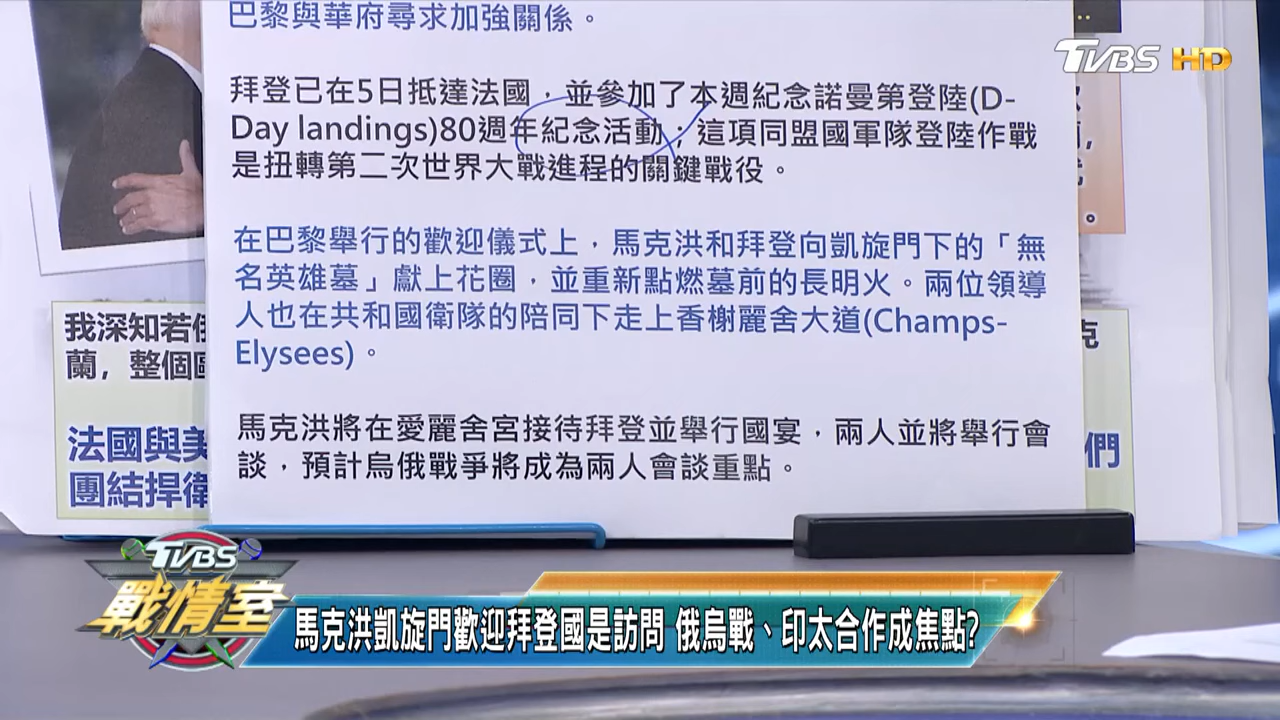 巴黎與華府尋求加強關係。
TVBS HD
拜登已在5日抵達法國，並參加了本週紀念諾曼第登陸(D-
Day landings)80週年紀念活動；這項同盟國軍隊登陸作戰
是扭轉第二次世界大戰進程的關鍵戰役。
在巴黎舉行的歡迎儀式上，馬克洪和拜登向凱旋門下的「無
名英雄墓」獻上花圈，並重新點燃墓前的長明火。兩位領導
人也在共和國衛隊的陪同下走上香榭麗舍大道(Champs-
Elysees)。
我深知若
蘭，整個
克
馬克洪將在愛麗舍宮接待拜登並舉行國宴，兩人並將舉行會
談，預計烏俄戰爭將成為兩人會談重點。
法國與美
團結捍衛
們
TVBS
戰情室
馬克洪凱旋門歡迎拜登國是訪問 俄烏戰、印太合作成焦點?